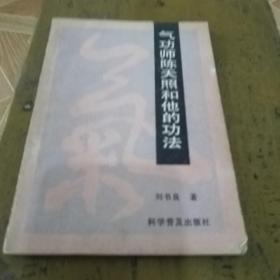 氣
气功师陈天照和他的功法
刘书良 著
科学普及出版社